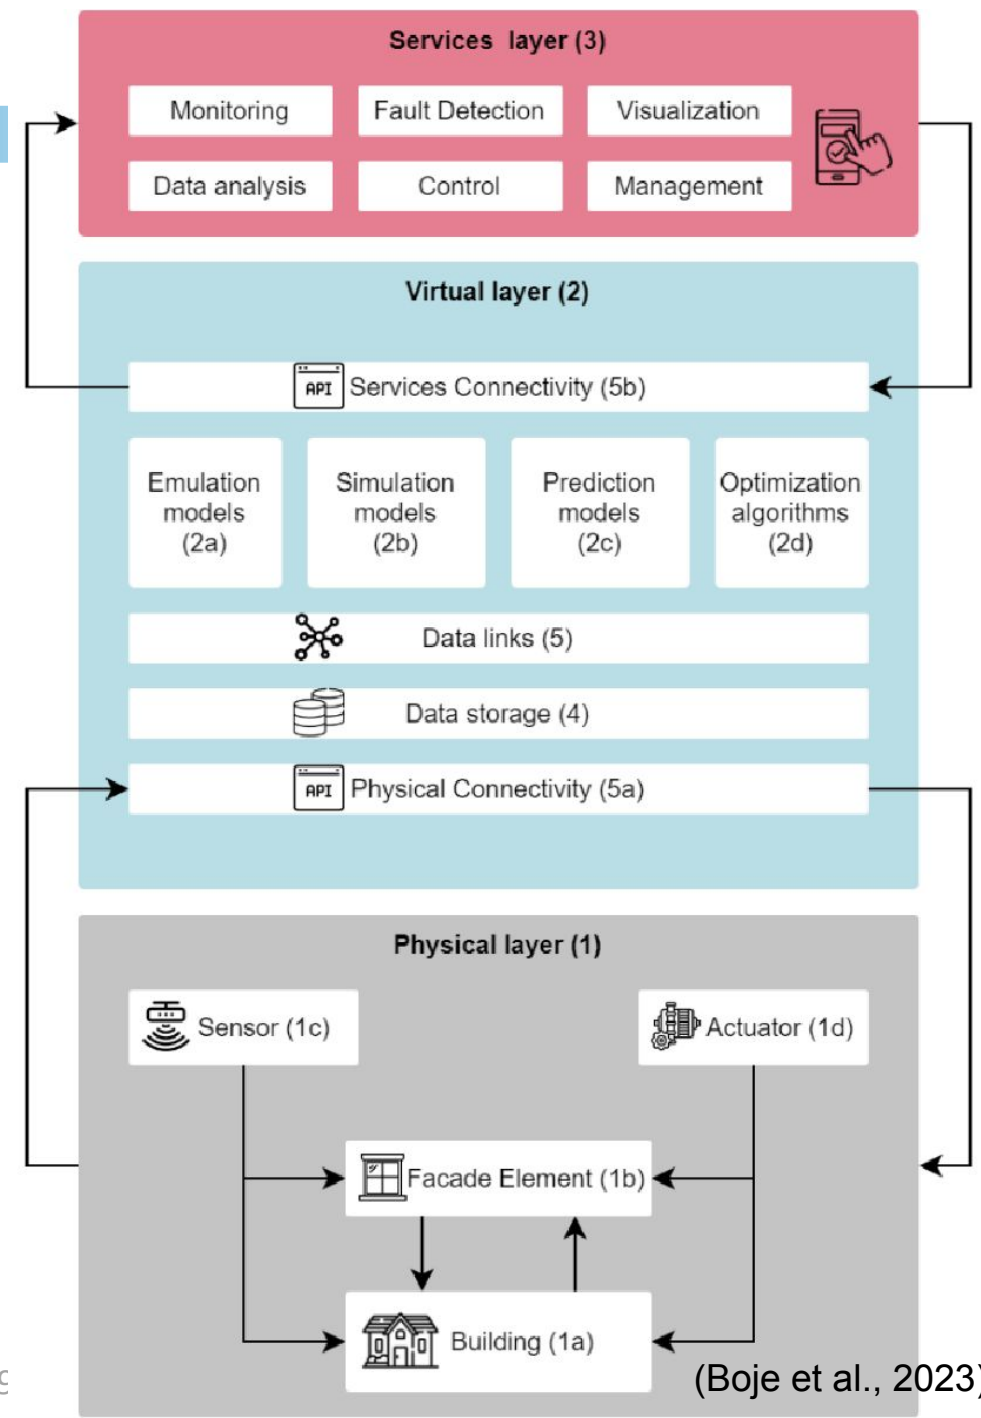 Services layer (3)
Monitoring
Fault Detection
Visualization
Data analysis
Control
Management
Virtual layer (2)
API
Services Connectivity (5b)
Emulation
models
(2a)
Simulation
models
(2b)
Prediction
models
(2c)
Optimization
algorithms
(2d)
Data links (5)
Data storage (4)
API
Physical Connectivity (5a)
Physical layer (1)
Sensor (1c)
Actuator (1d)
Facade Element (1b)
Building (1a)
(Boje et al., 2023)